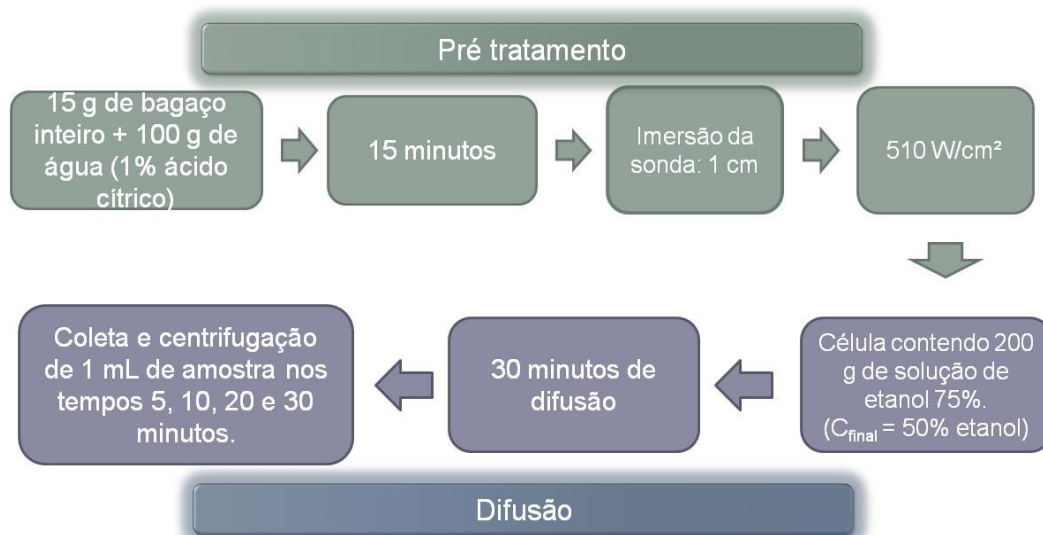 Pré tratamento
15 g de bagaço
inteiro + 100 g de
água (1% ácido
cítrico)
15 minutos
Imersão da
sonda: 1 cm
510 W/cm²
Célula contendo 200
g de solução de
etanol 75%.
(Cfinal = 50% etanol)
30 minutos de
difusão
Coleta e centrifugação
de 1 mL de amostra nos
tempos 5, 10, 20 e 30
minutos.
Difusão